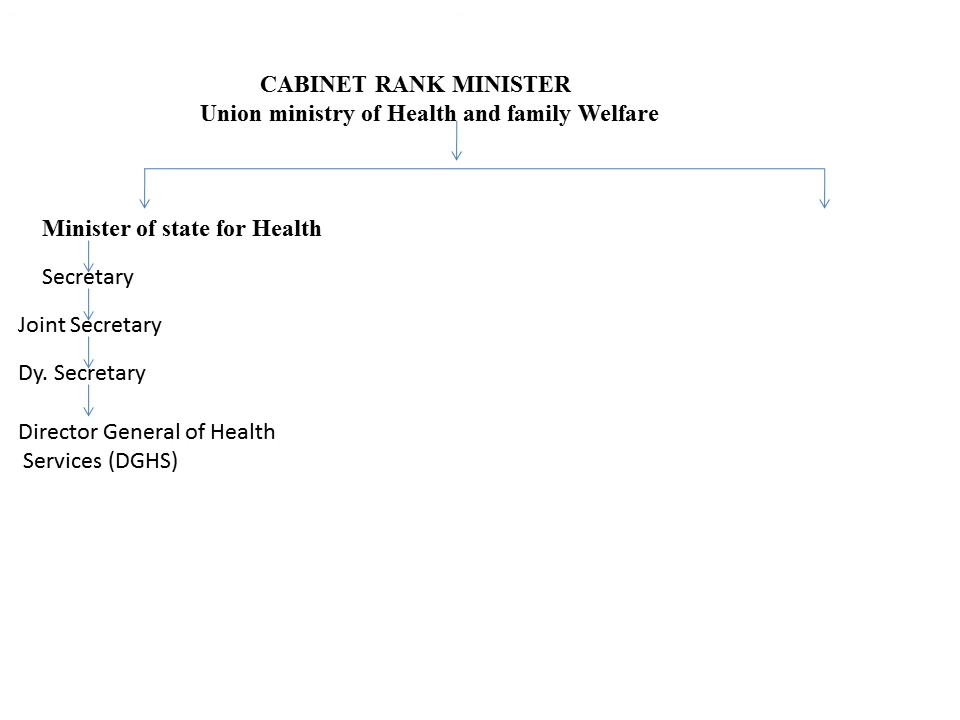 CABINET RANK MINISTER
Union ministry of Health and family Welfare
Minister of state for Health
Secretary
Joint Secretary
Dy. Secretary
Director General of Health
Services (DGHS)